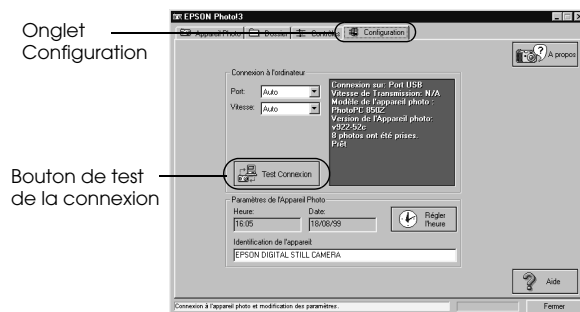 EPSON Photo!3
Onglet
Configuration
Appareil Photo Dossier Contrôles Configuration
A propos
Connexion à l'ordinateur
Port: Auto
Vitesse: Auto
Connexion sur: Port USB
Vitesse de Transmission: N/A
Modèle de l'appareil photo :
PhotoPC 850Z
Version de l'Appareil photo:
v922-52c
8 photos ont été prises.
Prêt
Bouton de test
de la connexion
Test Connexion
Paramètres de l'Appareil Photo
Heure: Date:
16:05 18/08/99
Régler
l'heure
Identification de l'appareil:
EPSON DIGITAL STILL CAMERA
Aide
Connexion à l'appareil photo et modification des paramètres.
Fermer